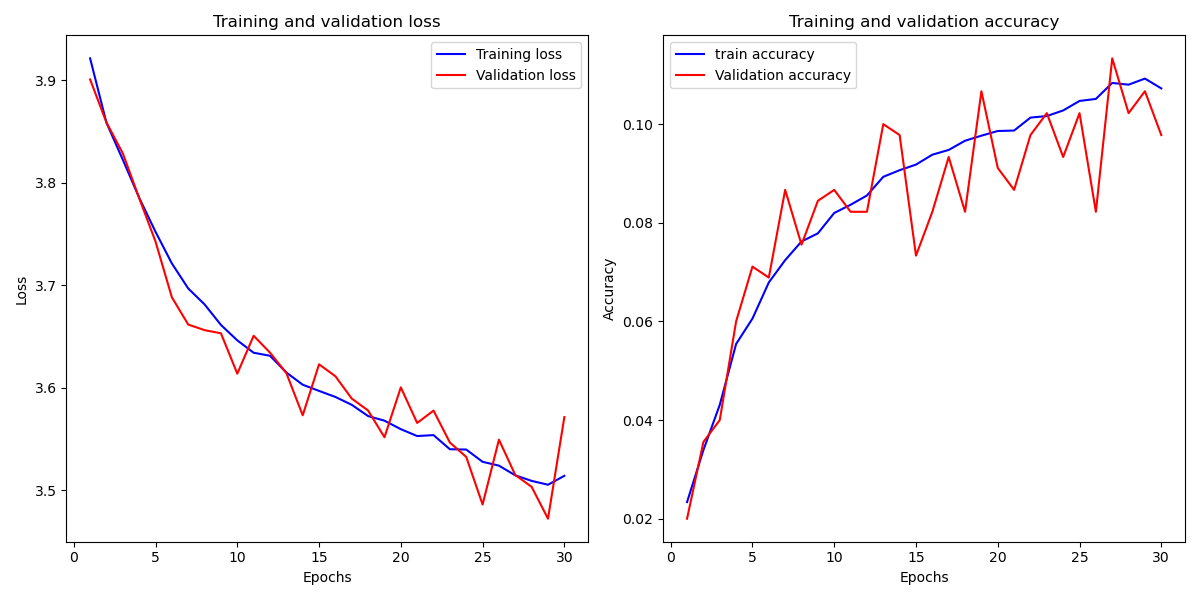 Training and validation loss
Training loss
Validation loss
3.9
3.8
3.7
3.6
3.5
Loss
0
5
10
15
20
25
30
Epochs
Training and validation accuracy
train accuracy
Validation accuracy
0.10
0.08
0.06
0.04
0.02
Accuracy
0
5
10
15
20
25
30
Epochs